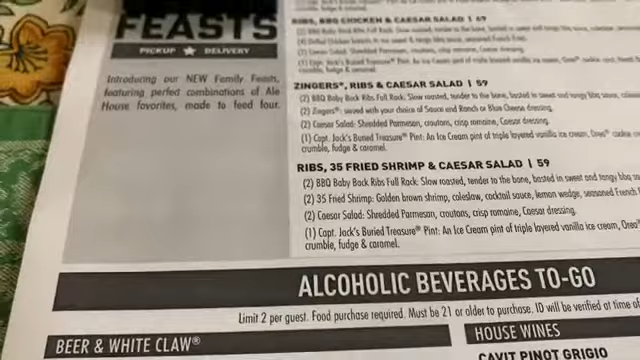 FEASTS
PICKUP ★ DELIVERY
Introducing our NEW Family Feasts,
featuring perfect combinations of Ale
House favorites, made to feed four.
RIBS, BBQ CHICKEN & CAESAR SALAD | 69
ZINGERS®, RIBS & CAESAR SALAD | 59
(2) BBQ Baby Back Ribs Full Rack: Slow roasted, tender to the bone, basted in sweet and tangy bbq sauce,
(2) Zingers®: served with your choice of Sauce and Ranch or Blue Cheese dressing.
(2) Caesar Salad: Shredded Parmesan, croutons, crisp romaine, Caesar dressing.
(1) Capt. Jack's Buried Treasure® Pint: An Ice Cream pint of triple layered vanilla ice cream, Oreo® cookie
crumble, fudge & caramel.
RIBS, 35 FRIED SHRIMP & CAESAR SALAD | 59
(2) BBQ Baby Back Ribs Full Rack: Slow roasted, tender to the bone, basted in sweet and tangy bbq
(2) 35 Fried Shrimp: Golden brown shrimp, coleslaw, cocktail sauce, lemon wedge, seasoned French
(2) Caesar Salad: Shredded Parmesan, croutons, crisp romaine, Caesar dressing.
(1) Capt. Jack's Buried Treasure® Pint: An Ice Cream pint of triple layered vanilla ice cream, Oreo
crumble, fudge & caramel.
ALCOHOLIC BEVERAGES TO-GO
Limit 2 per guest. Food purchase required. Must be 21 or older to purchase. ID will be verified at time of
BEER & WHITE CLAW®
HOUSE WINES
CAVIT PINOT GRIGIO